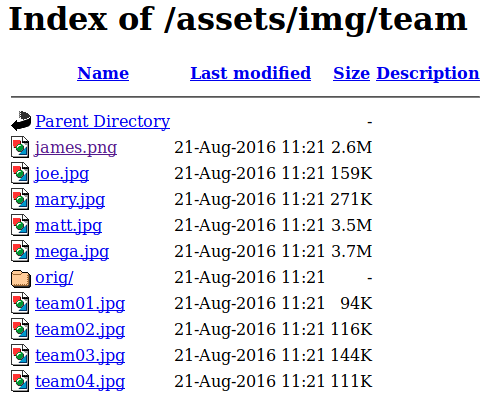 Index of /assets/img/team
Name Last modified Size Description
Parent Directory -
james.png 21-Aug-2016 11:21 2.6M
joe.jpg 21-Aug-2016 11:21 159K
mary.jpg 21-Aug-2016 11:21 271K
matt.jpg 21-Aug-2016 11:21 3.5M
mega.jpg 21-Aug-2016 11:21 3.7M
orig/ 21-Aug-2016 11:21 -
team01.jpg 21-Aug-2016 11:21 94K
team02.jpg 21-Aug-2016 11:21 116K
team03.jpg 21-Aug-2016 11:21 144K
team04.jpg 21-Aug-2016 11:21 111K